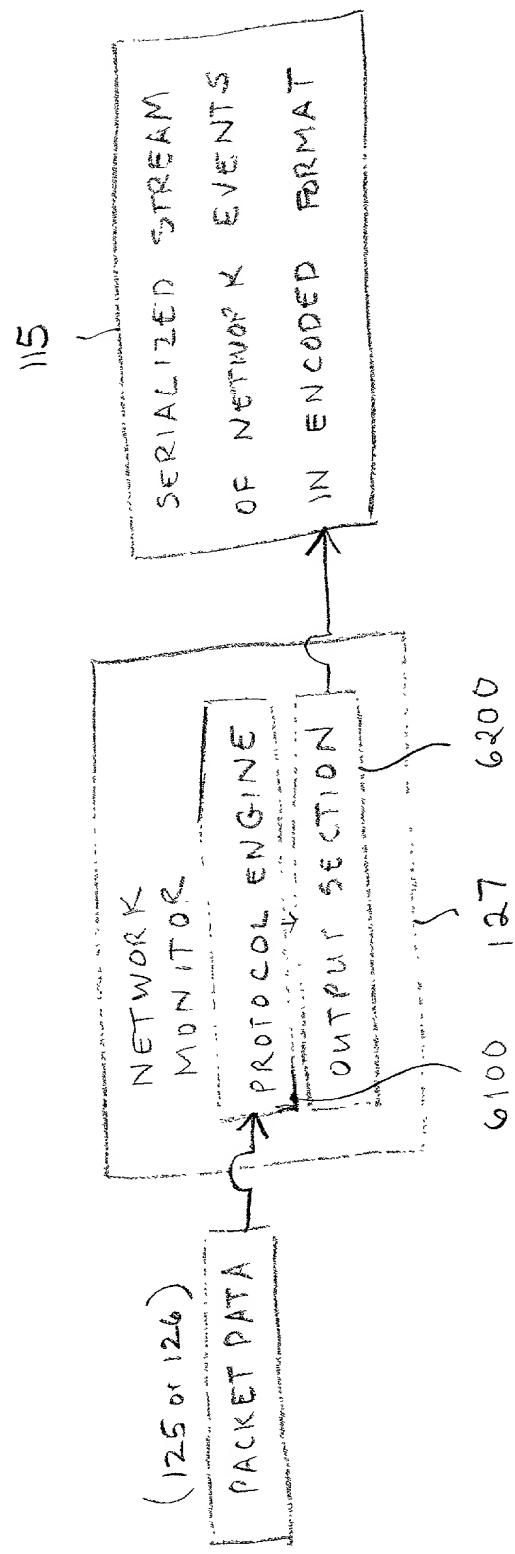 (125 or 126)
PACKET DATA
NETWORK
MONITOR
PROTOCOL ENGINE
OUTPUT SECTION
6100
127
6200
115
SERIALIZED STREAM
OF NETWORK EVENTS
IN ENCODED FORMAT